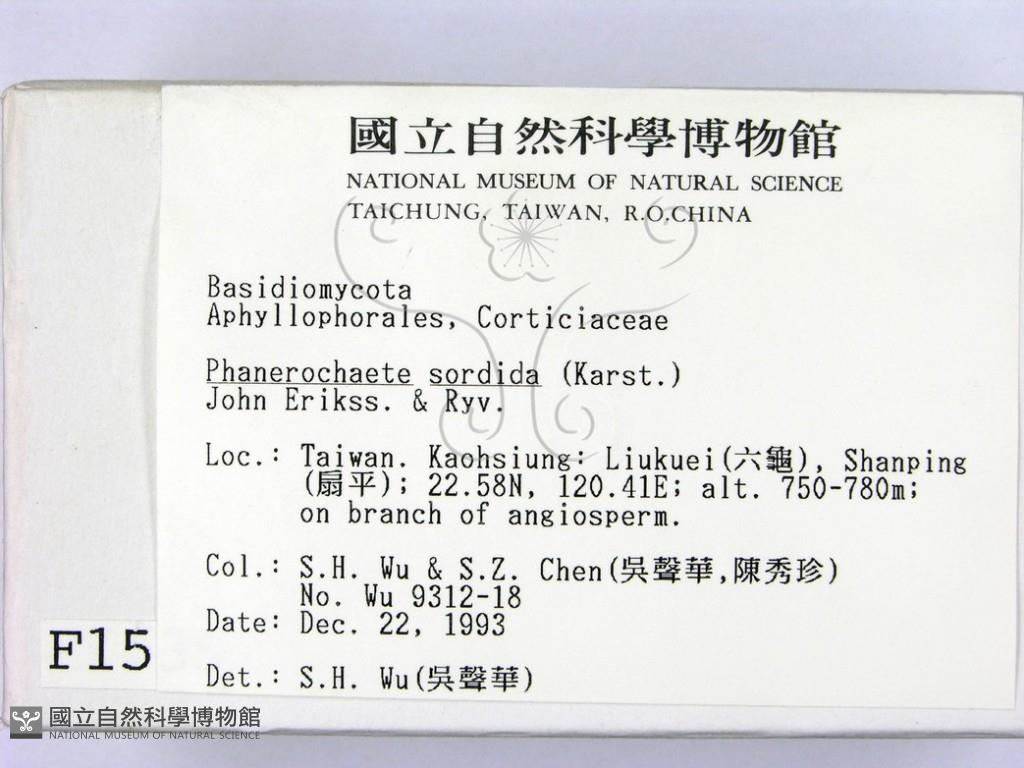 國立自然科學博物館
NATIONAL MUSEUM OF NATURAL SCIENCE
TAICHUNG, TAIWAN, R.O.CHINA
Basidiomycota
Aphyllophorales, Corticiaceae
Phanerochaete sordida (Karst.)
John Erikss. & Ryv.
Loc.: Taiwan. Kaohsiung: Liukuei(六龜), Shanping
(扇平); 22.58N, 120.41E; alt. 750-780m;
on branch of angiosperm.
Col.: S.H. Wu & S.Z. Chen(吳聲華,陳秀珍)
No. Wu 9312-18
Date: Dec. 22, 1993
Det.: S.H. Wu(吳聲華)
F15
國立自然科學博物館
NATIONAL MUSEUM OF NATURAL SCIENCE